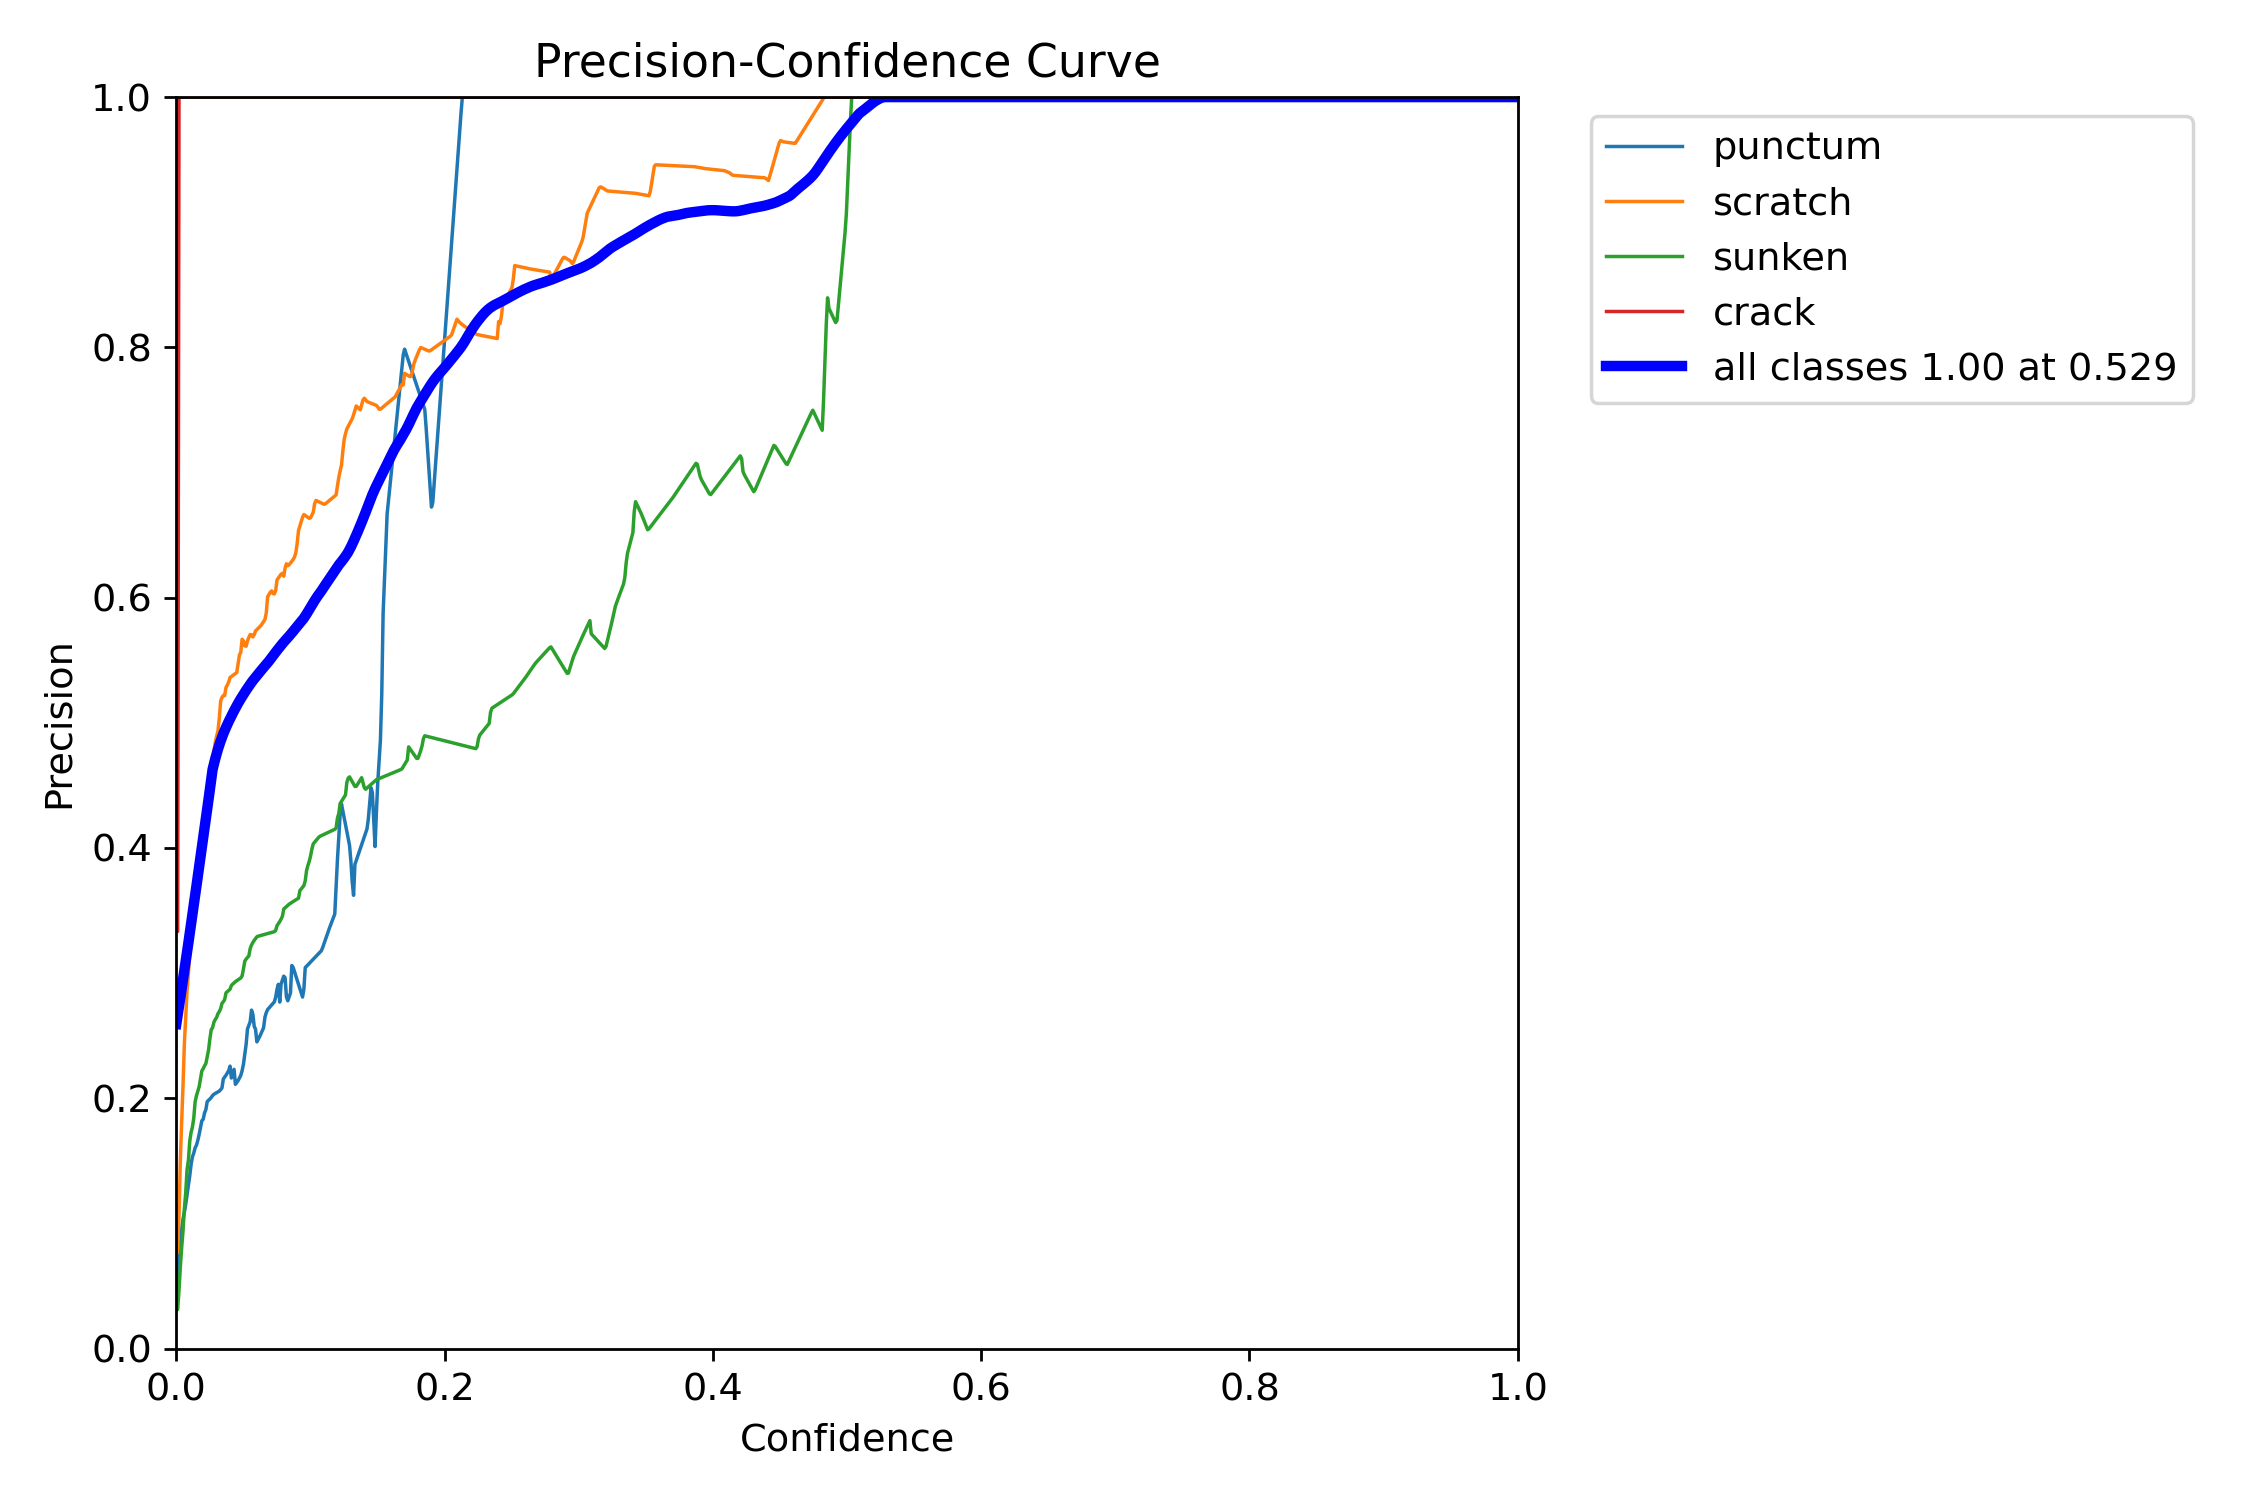 Precision-Confidence Curve
1.0
0.8
0.6
0.4
0.2
0.0
Precision
0.0 0.2 0.4 0.6 0.8 1.0
Confidence
punctum
scratch
sunken
crack
all classes 1.00 at 0.529